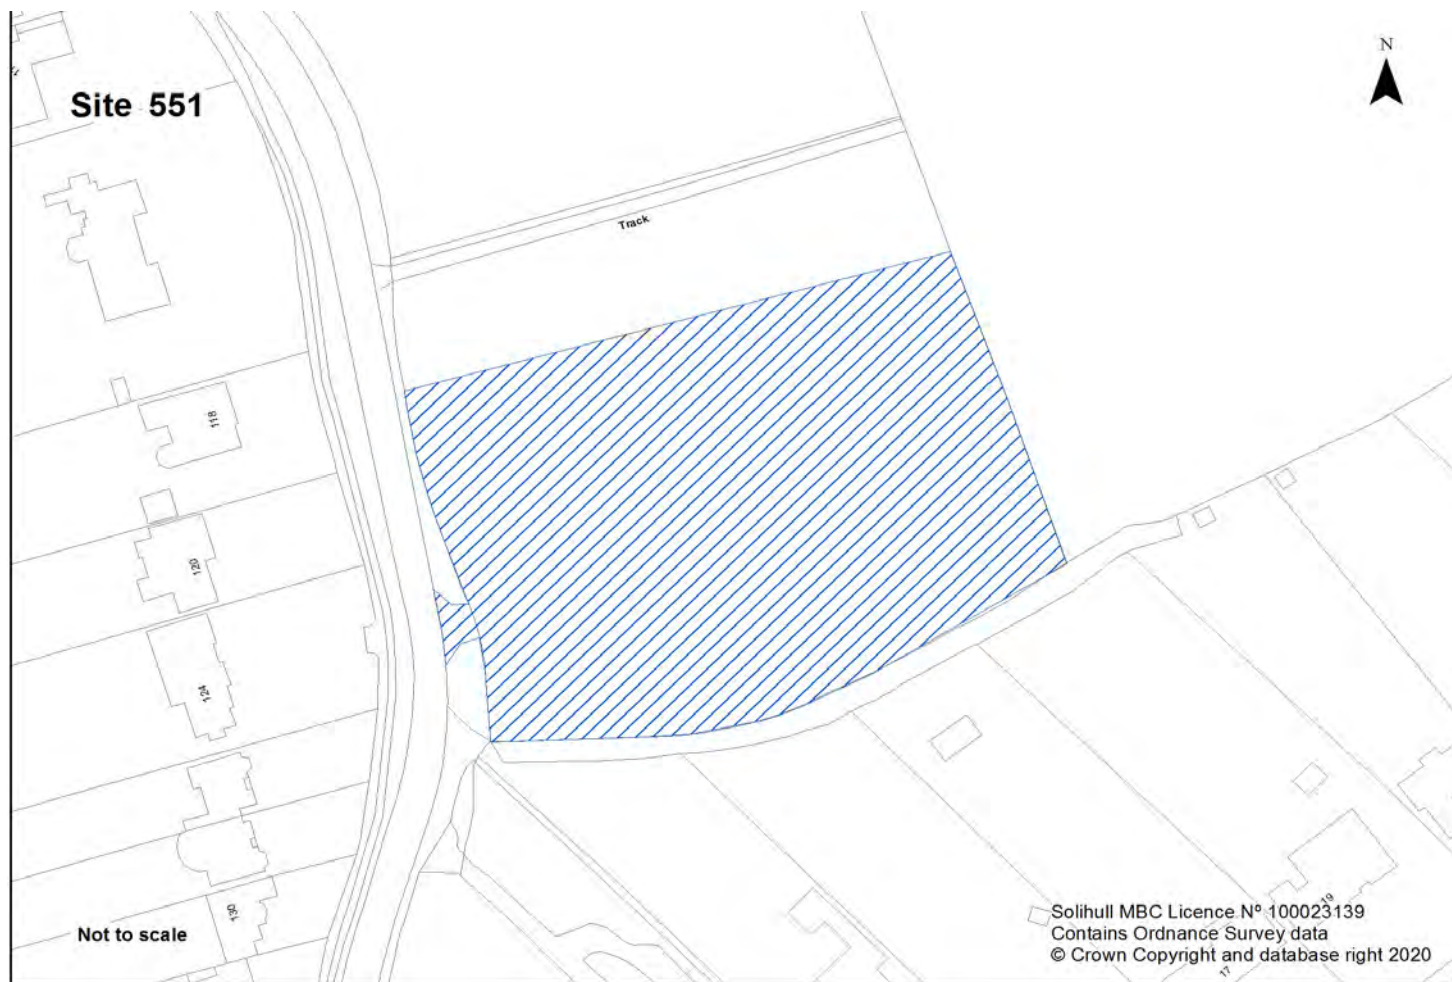 N
Site 551
Track
118
120
124
130
19
17
Not to scale
Solihull MBC Licence Nº 100023139
Contains Ordnance Survey data
© Crown Copyright and database right 2020